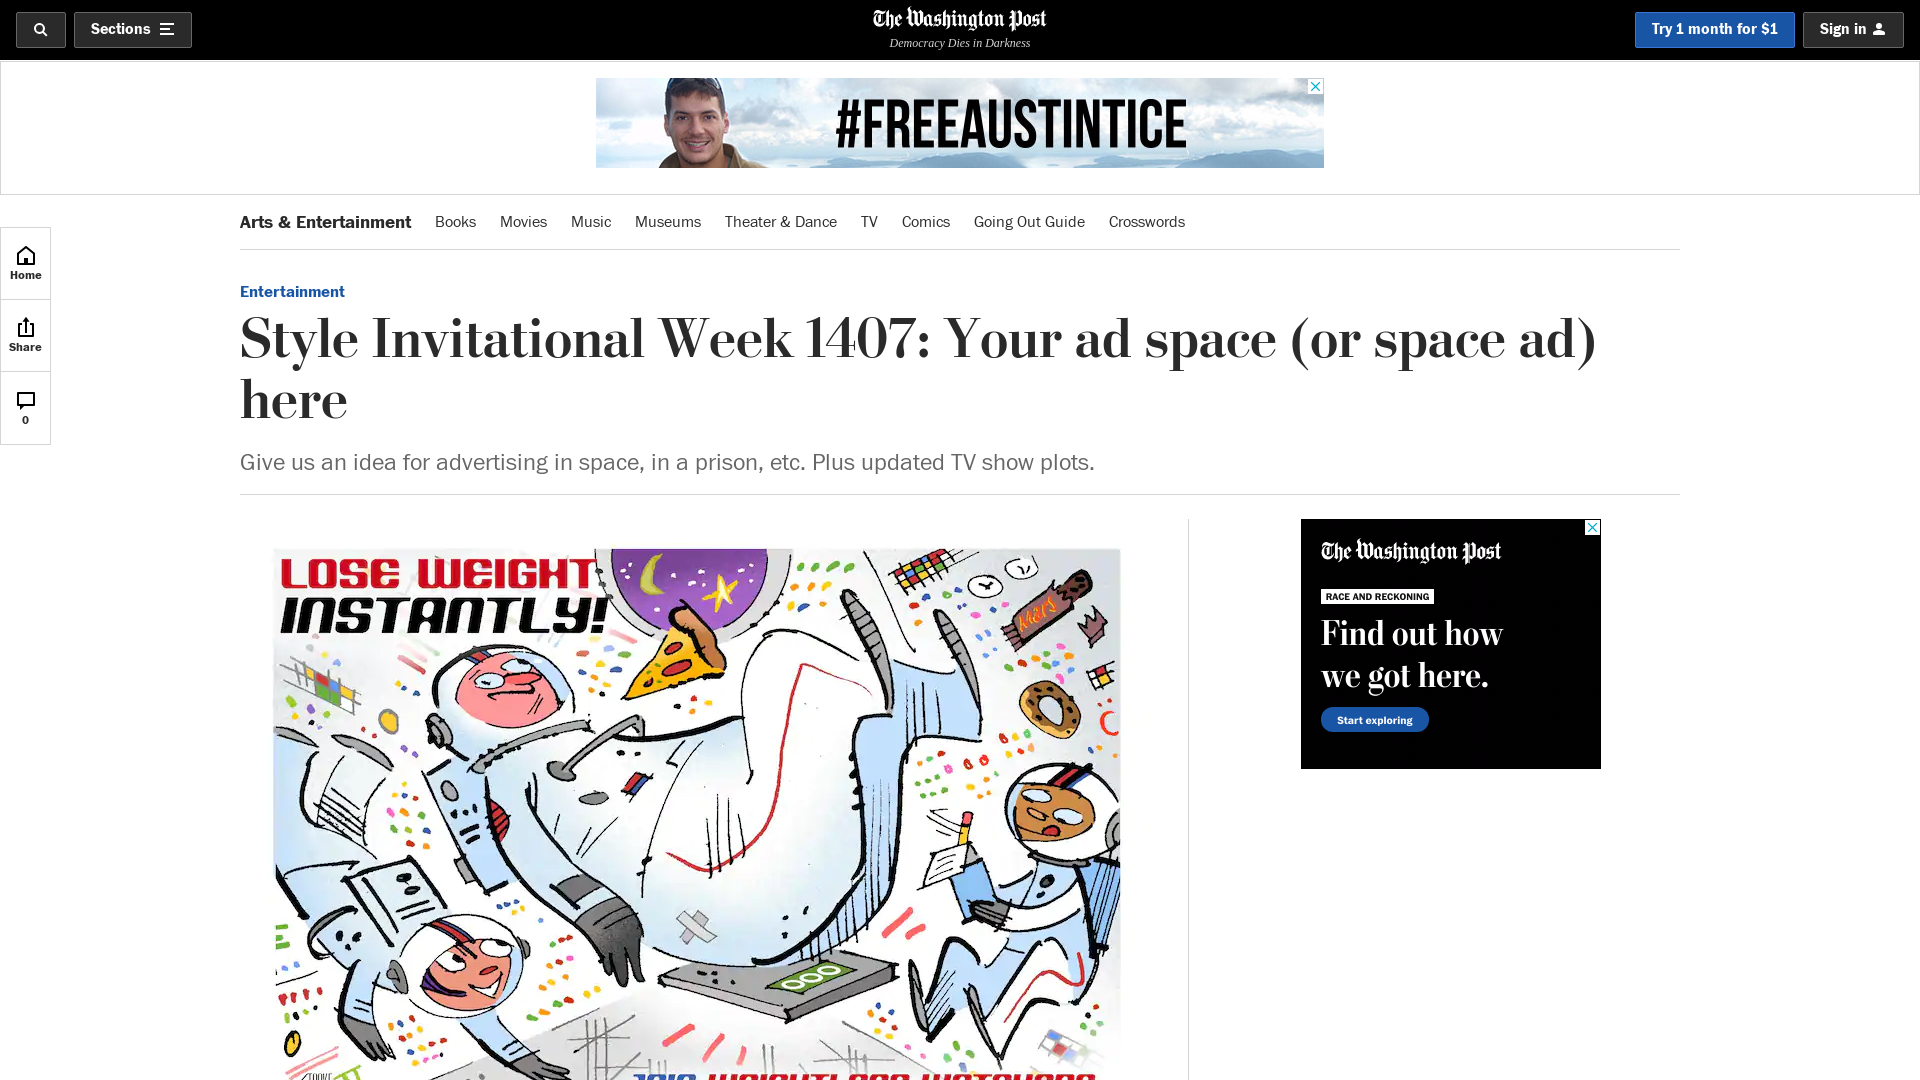 Sections
The Washington Post
Democracy Dies in Darkness
Try 1 month for $1
Sign in
#FREEAUSTINTICE
Arts & Entertainment Books Movies Music Museums Theater & Dance TV Comics Going Out Guide Crosswords
Home
Share
0
Entertainment
Style Invitational Week 1407: Your ad space (or space ad)
here
Give us an idea for advertising in space, in a prison, etc. Plus updated TV show plots.
LOSE WEIGHT
INSTANTLY!
MARS
000
JOIN WEIGHTLESS WATCHERS
The Washington Post
RACE AND RECKONING
Find out how
we got here.
Start exploring